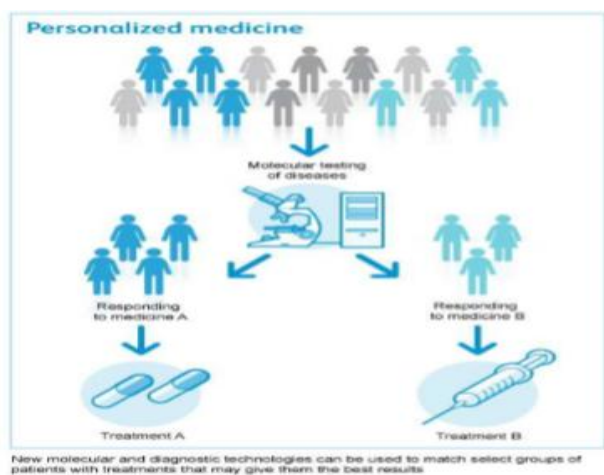 Personalized medicine
Molecular testing
of diseases
Responding
to medicine A
Responding
to medicine B
Treatment A
Treatment B
New molecular and diagnostic technologies can be used to match select groups of
patients with treatments that may give them the best results